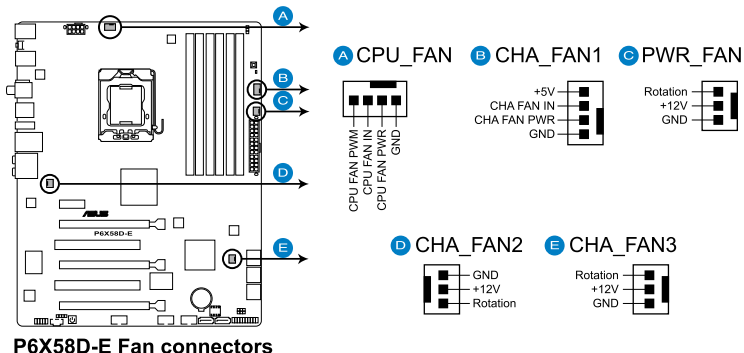 A
B
C
D
E
/SUS
P6X58D-E
P6X58D-E Fan connectors
A CPU_FAN
CPU FAN PWM
CPU FAN IN
CPU FAN PWR
GND
B CHA_FAN1
+5V
CHA FAN IN
CHA FAN PWR
GND
C PWR_FAN
Rotation
+12V
GND
D CHA_FAN2
GND
+12V
Rotation
E CHA_FAN3
Rotation
+12V
GND